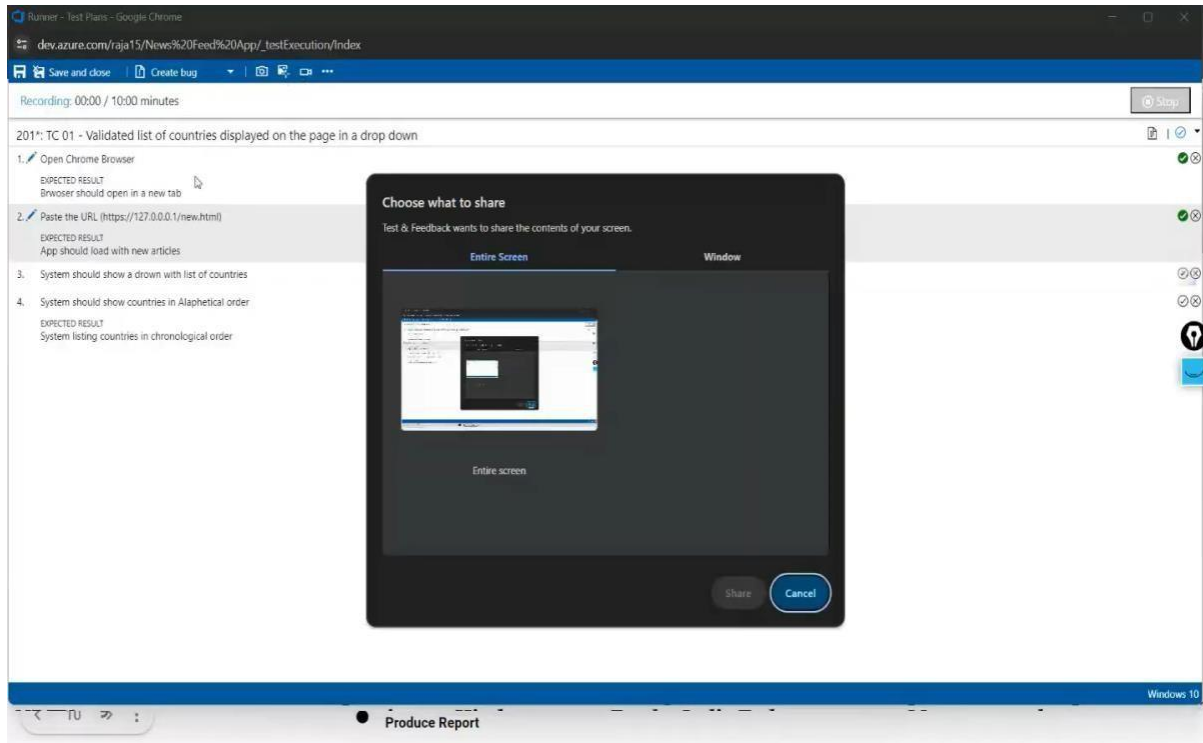 Runner - Test Plans - Google Chrome
dev.azure.com/raja15/News%20Feed%20App/_testExecution/Index
Save and close Create bug
Recording: 00:00 / 10:00 minutes
Stop
201*: TC 01 - Validated list of countries displayed on the page in a drop down
1. Open Chrome Browser
EXPECTED RESULT
Brwoser should open in a new tab
2. Paste the URL (https://127.0.0.0.1/new.html)
EXPECTED RESULT
App should load with new articles
3. System should show a drown with list of countries
4. System should show countries in Alaphetical order
EXPECTED RESULT
System listing countries in chronological order
Choose what to share
Test & Feedback wants to share the contents of your screen.
Entire Screen Window
Entire screen
Share Cancel
Windows 10
Produce Report